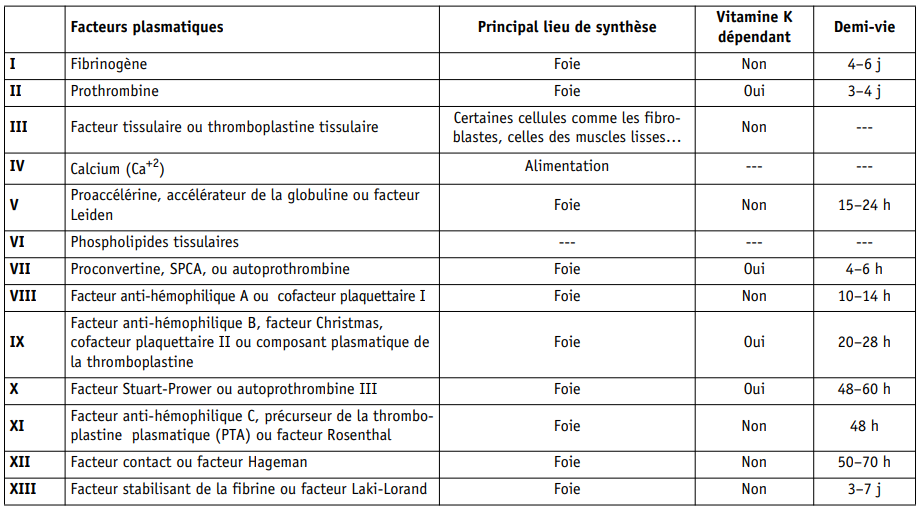 Facteurs plasmatiques Principal lieu de synthèse Vitamine K dépendant Demi-vie
I Fibrinogène Foie Non 4–6 j
II Prothrombine Foie Oui 3–4 j
III Facteur tissulaire ou thromboplastine tissulaire Certaines cellules comme les fibro-
blastes, celles des muscles lisses... Non ---
IV Calcium (Ca+2) Alimentation --- ---
V Proaccélérine, accélérateur de la globuline ou facteur
Leiden Foie Non 15–24 h
VI Phospholipides tissulaires --- --- ---
VII Proconvertine, SPCA, ou autoprothrombine Foie Oui 4–6 h
VIII Facteur anti-hémophilique A ou cofacteur plaquettaire I Foie Non 10–14 h
IX Facteur anti-hémophilique B, facteur Christmas,
cofacteur plaquettaire II ou composant plasmatique de
la thromboplastine Foie Oui 20–28 h
X Facteur Stuart-Prower ou autoprothrombine III Foie Oui 48–60 h
XI Facteur anti-hémophilique C, précurseur de la thrombo-
plastine plasmatique (PTA) ou facteur Rosenthal Foie Non 48 h
XII Facteur contact ou facteur Hageman Foie Non 50–70 h
XIII Facteur stabilisant de la fibrine ou facteur Laki-Lorand Foie Non 3–7 j